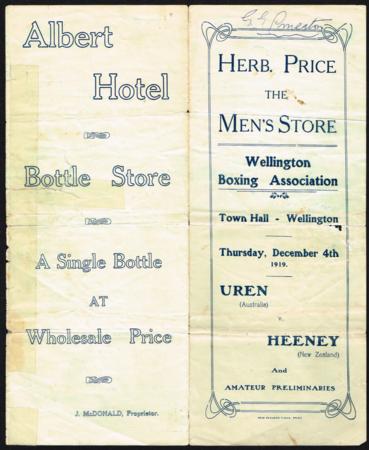 Albert
Hotel
Bottle Store
A Single Bottle
AT
Wholesale Price
J. McDONALD, Proprietor.
HERB. PRICE
THE
MEN'S STORE
Wellington
Boxing Association
Town Hall - Wellington
Thursday, December 4th
1919.
UREN
(Australia)
v.
HEENEY
(New Zealand)
And
AMATEUR PRELIMINARIES